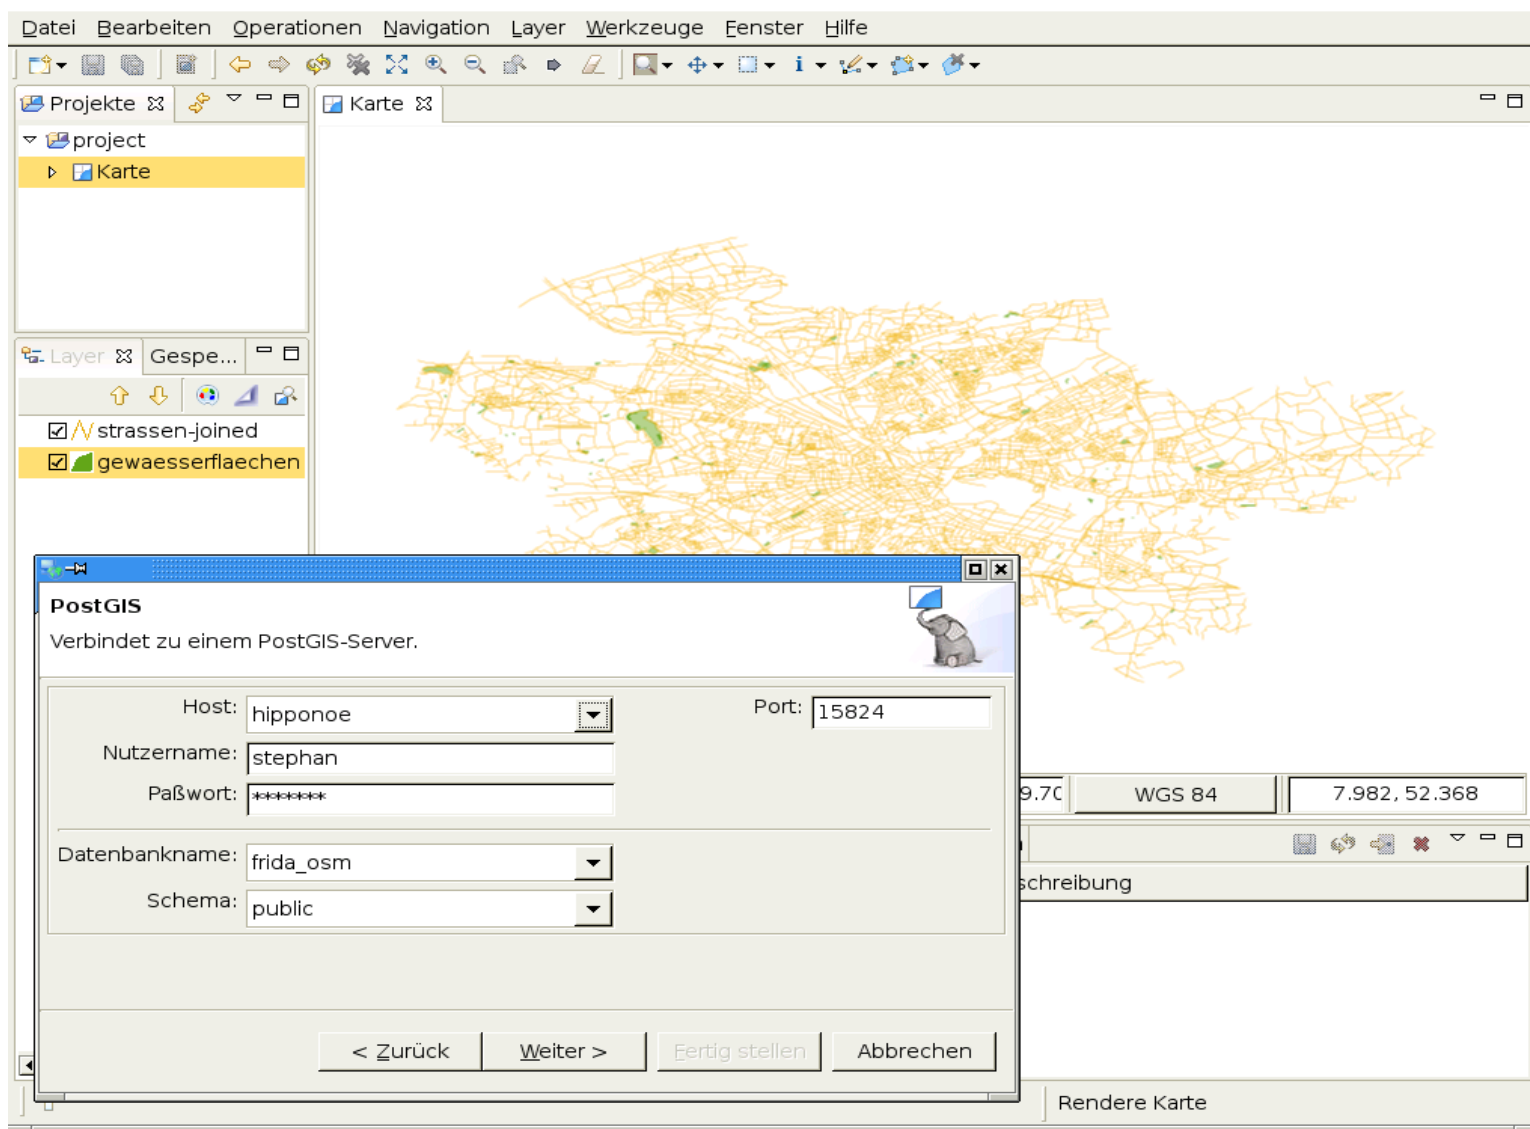 Datei Bearbeiten Operationen Navigation Layer Werkzeuge Fenster Hilfe
Projekte
Karte
project
Karte
Layer Gespe...
strassen-joined
gewaesserflaechen
PostGIS
Verbindet zu einem PostGIS-Server.
Host: hipponoe Port: 15824
Nutzername: stephan
Paßwort: *******
9.70 WGS 84 7.982, 52.368
Datenbankname: frida_osm
schreibung
Schema: public
< Zurück Weiter > Fertig stellen Abbrechen
Rendere Karte